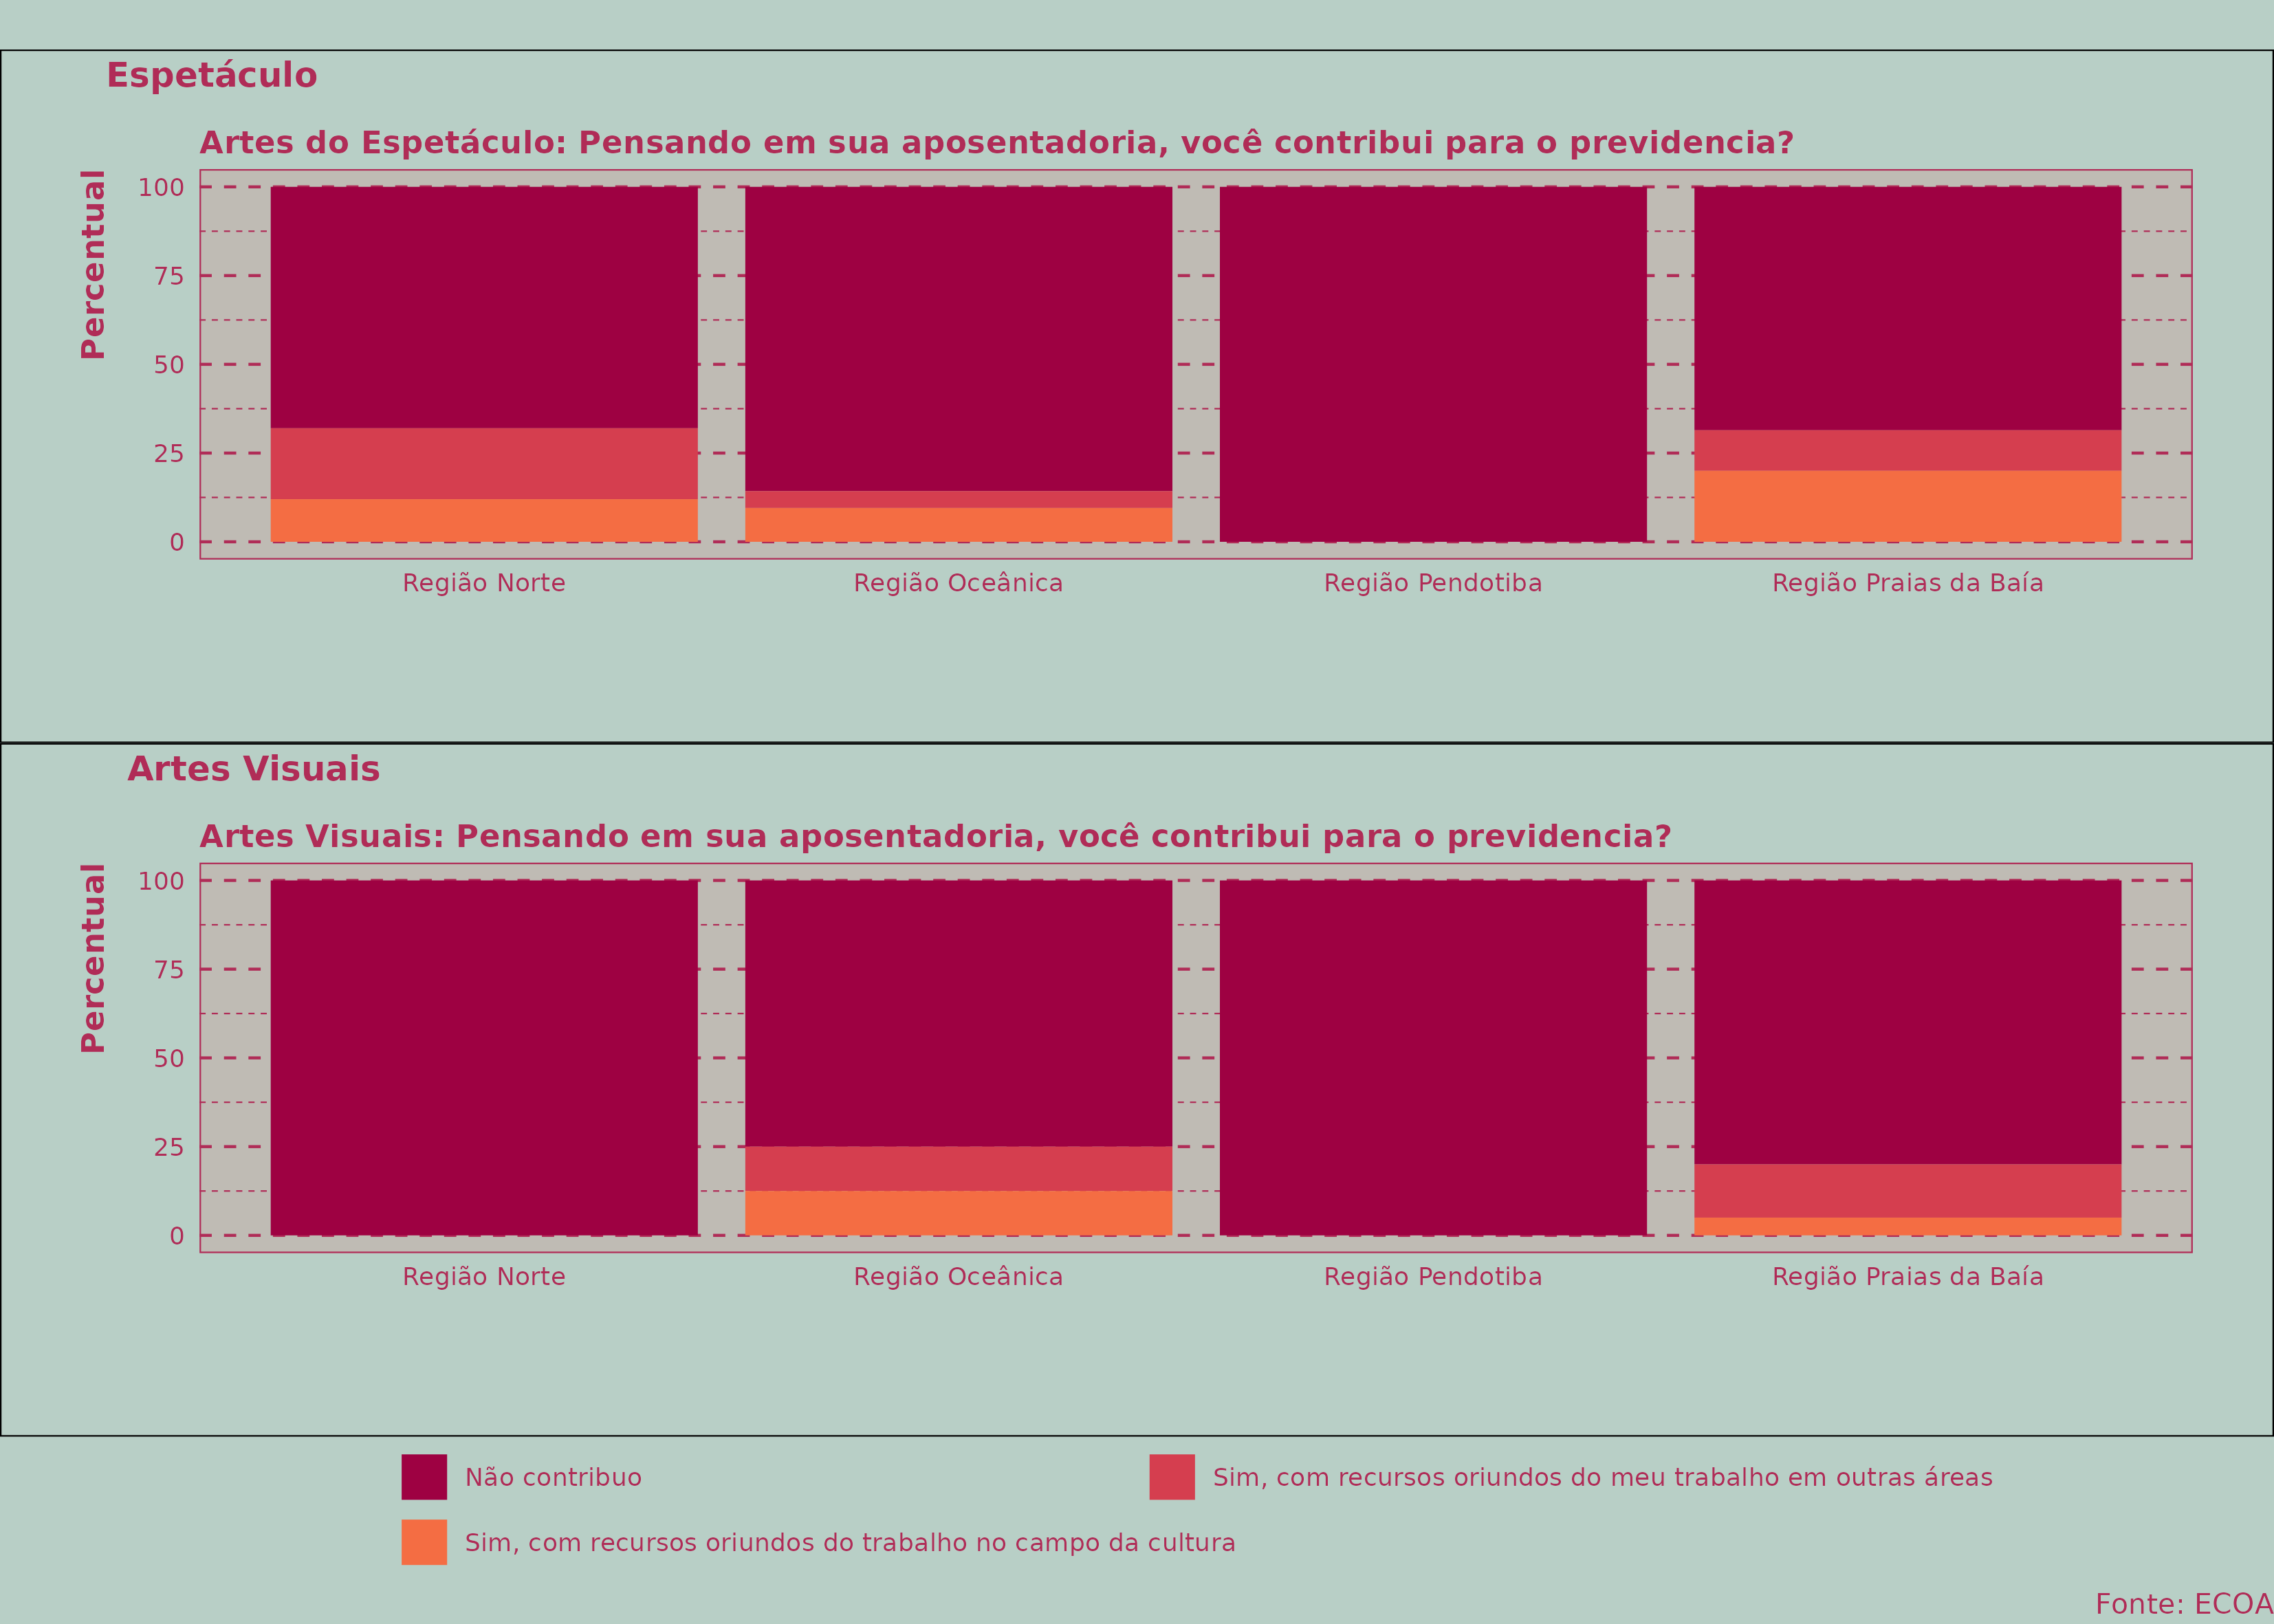 Espetáculo
Artes do Espetáculo: Pensando em sua aposentadoria, você contribui para o previdencia?
Percentual
100
75
50
25
0
Região Norte
Região Oceânica
Região Pendotiba
Região Praias da Baía
Artes Visuais
Artes Visuais: Pensando em sua aposentadoria, você contribui para o previdencia?
Percentual
100
75
50
25
0
Região Norte
Região Oceânica
Região Pendotiba
Região Praias da Baía
Não contribuo
Sim, com recursos oriundos do meu trabalho em outras áreas
Sim, com recursos oriundos do trabalho no campo da cultura
Fonte: ECOA